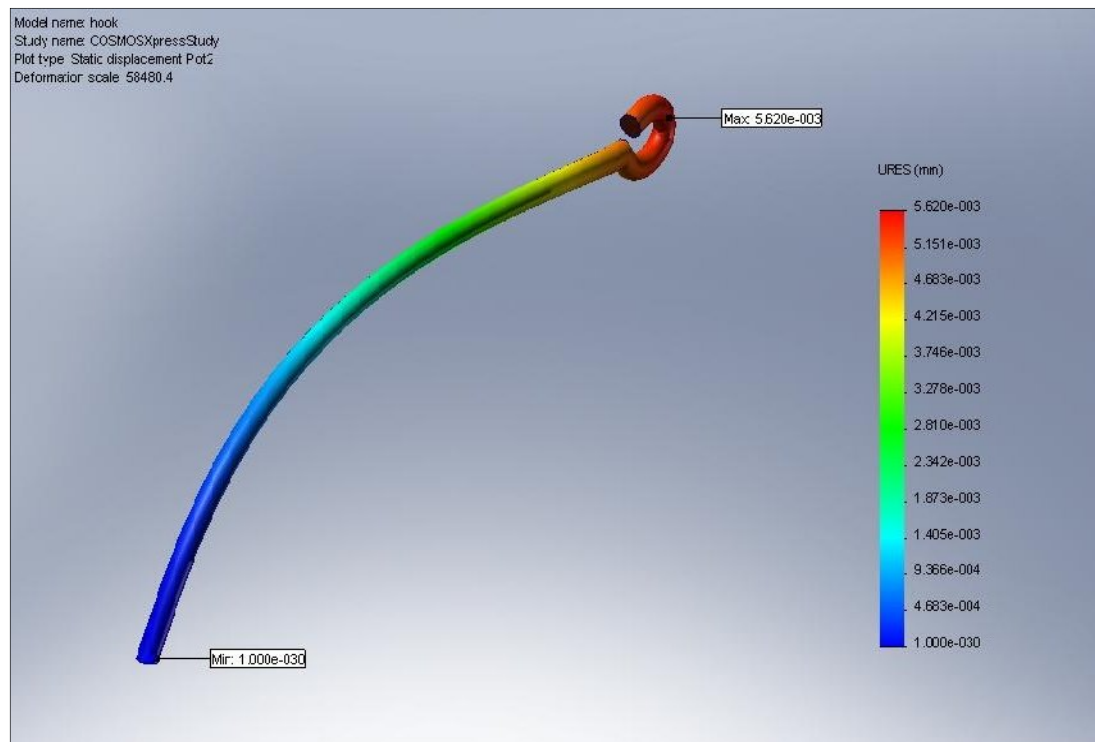 Model name: hook
Study name: COSMOSXpressStudy
Plot type: Static displacement Plot2
Deformation scale: 58480.4
Max: 5.620e-003
URES (mm)
5.620e-003
5.151e-003
4.683e-003
4.215e-003
3.746e-003
3.278e-003
2.810e-003
2.342e-003
1.873e-003
1.405e-003
9.366e-004
4.683e-004
1.000e-030
Min: 1.000e-030